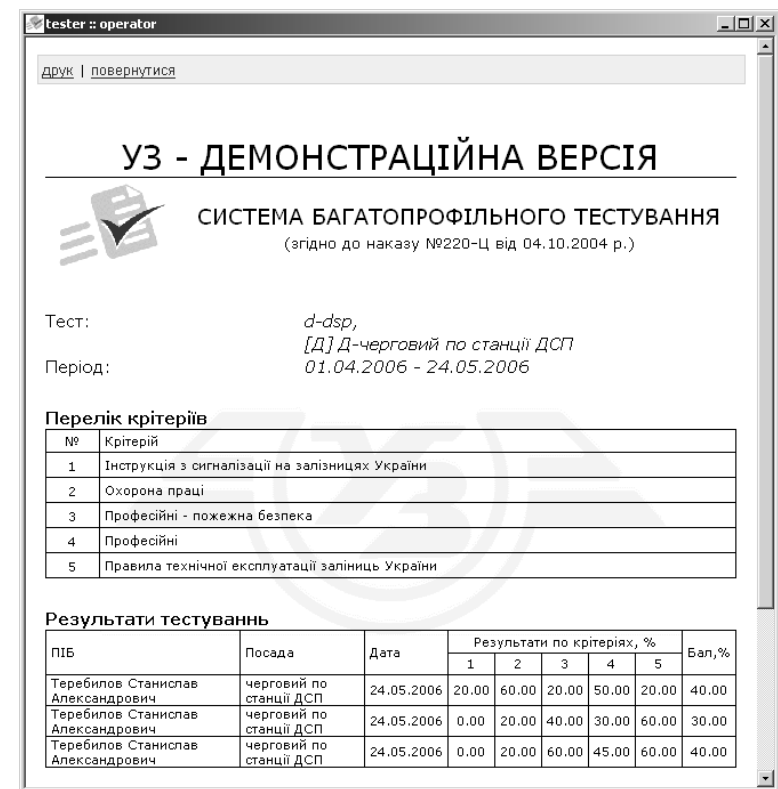 tester :: operator
друк | повернутися
УЗ - ДЕМОНСТРАЦІЙНА ВЕРСІЯ
СИСТЕМА БАГАТОПРОФІЛЬНОГО ТЕСТУВАННЯ
(згідно до наказу №220-Ц від 04.10.2004 р.)
Тест: d-dsp,
[Д] Д-черговий по станції ДСП
Період: 01.04.2006 - 24.05.2006
Перелік крітеріїв
№ Крітерій
1 Інструкція з сигналізації на залізницях України
2 Охорона праці
3 Професійні - пожежна безпека
4 Професійні
5 Правила технічної експлуатації заліниць України
Результати тестуваннь
ПІБ Посада Дата Результати по крітеріях, % Бал,%
1 2 3 4 5
Теребилов Станислав Александрович черговий по станції ДСП 24.05.2006 20.00 60.00 20.00 50.00 20.00 40.00
Теребилов Станислав Александрович черговий по станції ДСП 24.05.2006 0.00 20.00 40.00 30.00 60.00 30.00
Теребилов Станислав Александрович черговий по станції ДСП 24.05.2006 0.00 20.00 60.00 45.00 60.00 40.00